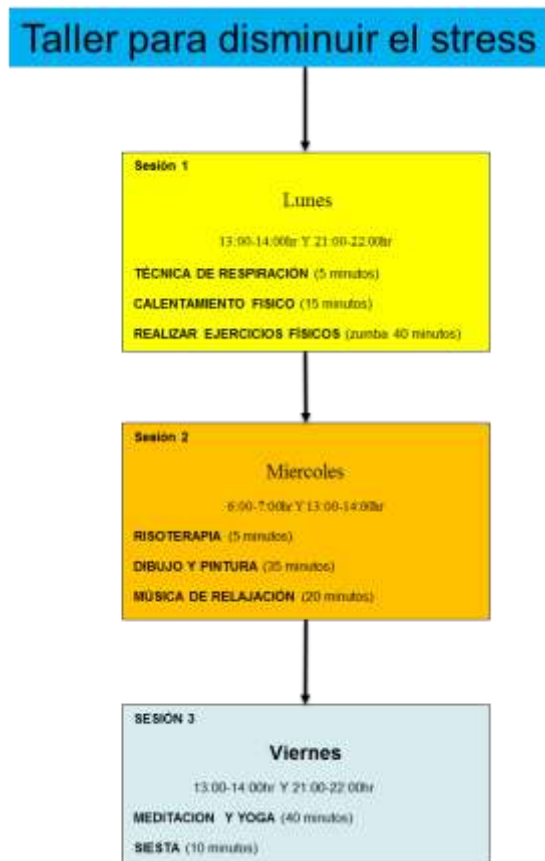 Taller para disminuir el stress
Sesión 1
Lunes
13:00-14:00hr Y 21:00-22:00hr
TÉCNICA DE RESPIRACIÓN (5 minutos)
CALENTAMIENTO FISICO (15 minutos)
REALIZAR EJERCICIOS FÍSICOS (zumba 40 minutos)
Sesión 2
Miercoles
6:00-7:00hr Y 13:00-14:00hr
RISOTERAPIA (5 minutos)
DIBUJO Y PINTURA (35 minutos)
MÚSICA DE RELAJACIÓN (20 minutos)
SESIÓN 3
Viernes
13:00-14:00hr Y 21:00-22:00hr
MEDITACION Y YOGA (40 minutos)
SIESTA (10 minutos)